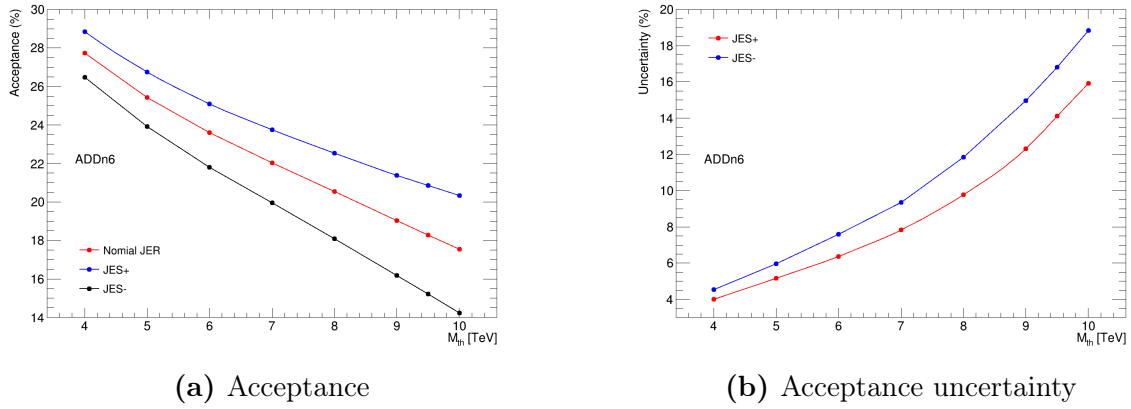 Acceptance (%)
30
28
26
24
22
20
18
16
14
ADDn6
Nomial JER
JES+
JES-
4 5 6 7 8 9 10
M_th [TeV]
(a) Acceptance
Uncertainty (%)
20
18
16
14
12
10
8
6
4
JES+
JES-
ADDn6
4 5 6 7 8 9 10
M_th [TeV]
(b) Acceptance uncertainty